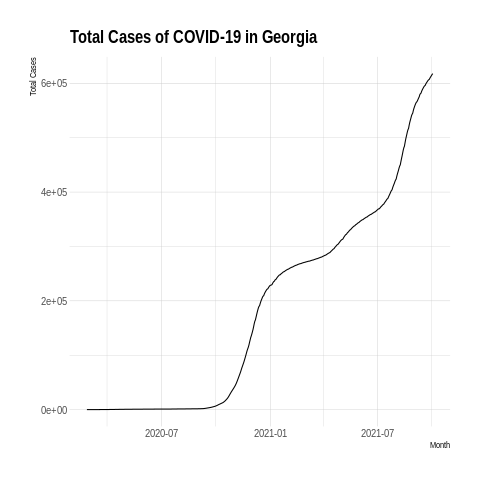 Total Cases of COVID-19 in Georgia
Total Cases
6e+05
4e+05
2e+05
0e+00
2020-07 2021-01 2021-07
Month